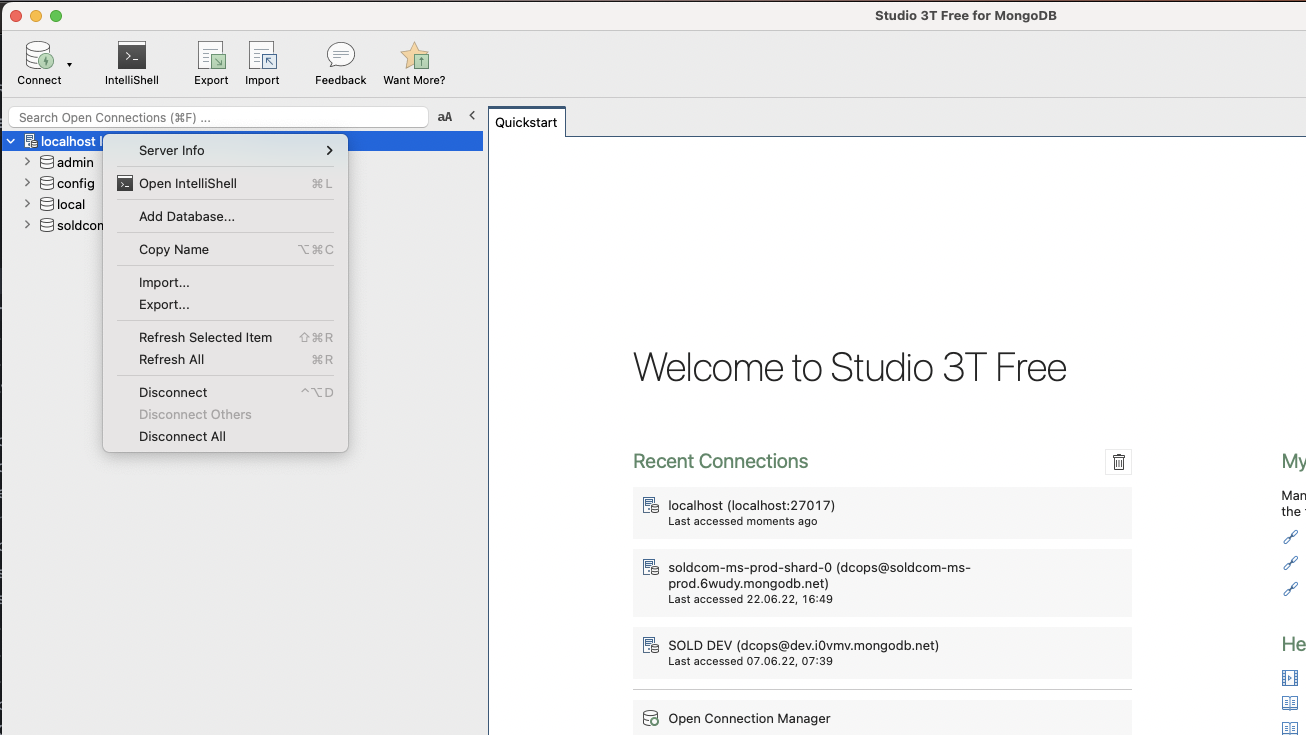 Studio 3T Free for MongoDB
Connect
IntelliShell
Export
Import
Feedback
Want More?
Search Open Connections (⌘F) ...
aA
Quickstart
localhost
admin
config
local
Server Info
Open IntelliShell ⌘L
Add Database...
Copy Name ⌥⌘C
Import...
Export...
Refresh Selected Item ⇧⌘R
Refresh All ⌘R
Disconnect ^⌥D
Disconnect Others
Disconnect All
Welcome to Studio 3T Free
Recent Connections
localhost (localhost:27017)
Last accessed moments ago
soldcom-ms-prod-shard-0 (dcops@soldcom-ms-
prod.6wudy.mongodb.net)
Last accessed 22.06.22, 16:49
SOLD DEV (dcops@dev.i0vmv.mongodb.net)
Last accessed 07.06.22, 07:39
Open Connection Manager
My
the